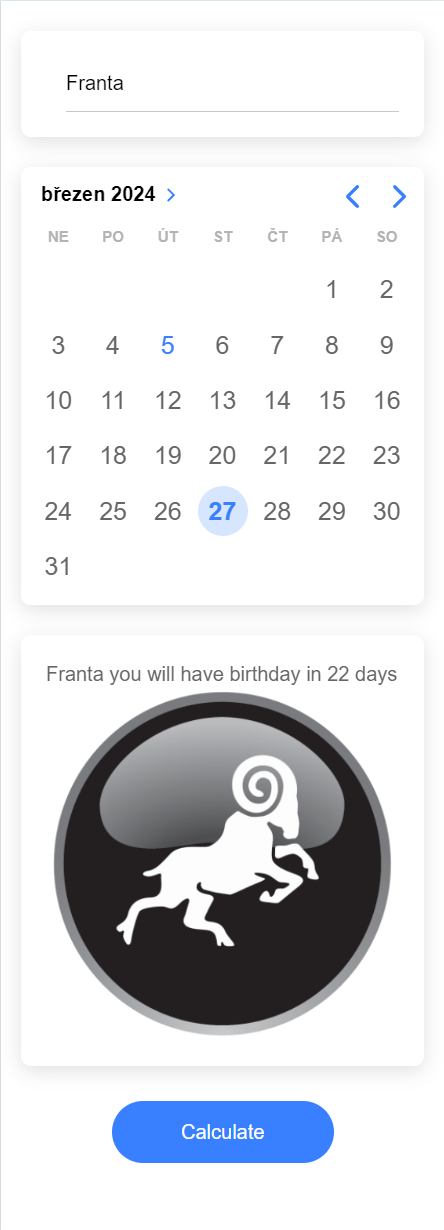 Franta
březen 2024
NE PO ÚT ST ČT PÁ SO
1 2
3 4 5 6 7 8 9
10 11 12 13 14 15 16
17 18 19 20 21 22 23
24 25 26 27 28 29 30
31
Franta you will have birthday in 22 days
Calculate